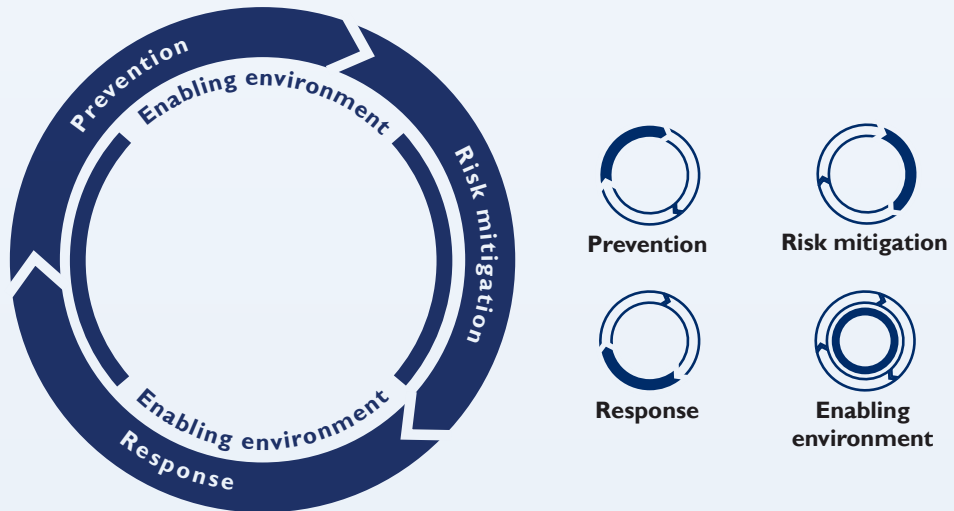 Prevention
Enabling environment
Risk mitigation
Enabling environment
Response
Prevention
Risk mitigation
Response
Enabling
environment